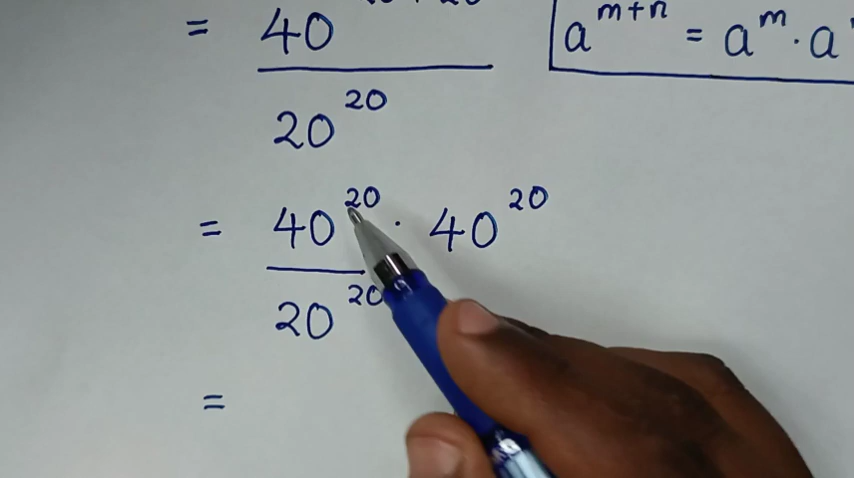 = 40
a^{m+n} = a^m · a
20^{20}
= 40^{20} · 40^{20}
20^{20}
=